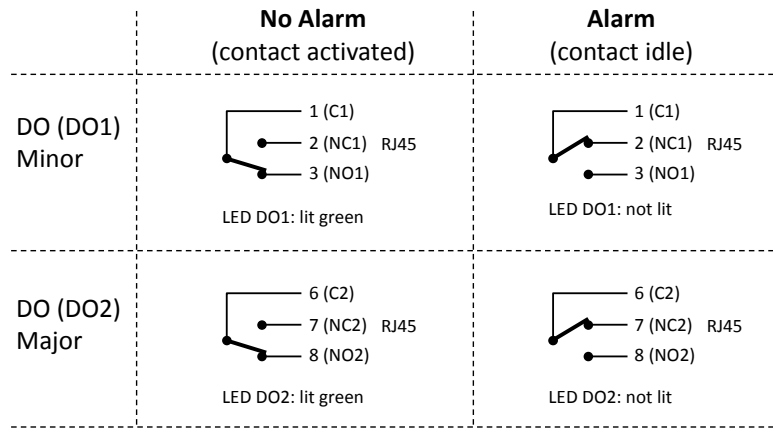 No Alarm
(contact activated)
Alarm
(contact idle)
DO (DO1)
Minor
1 (C1)
2 (NC1) RJ45
3 (NO1)
LED DO1: lit green
1 (C1)
2 (NC1) RJ45
3 (NO1)
LED DO1: not lit
DO (DO2)
Major
6 (C2)
7 (NC2) RJ45
8 (NO2)
LED DO2: lit green
6 (C2)
7 (NC2) RJ45
8 (NO2)
LED DO2: not lit